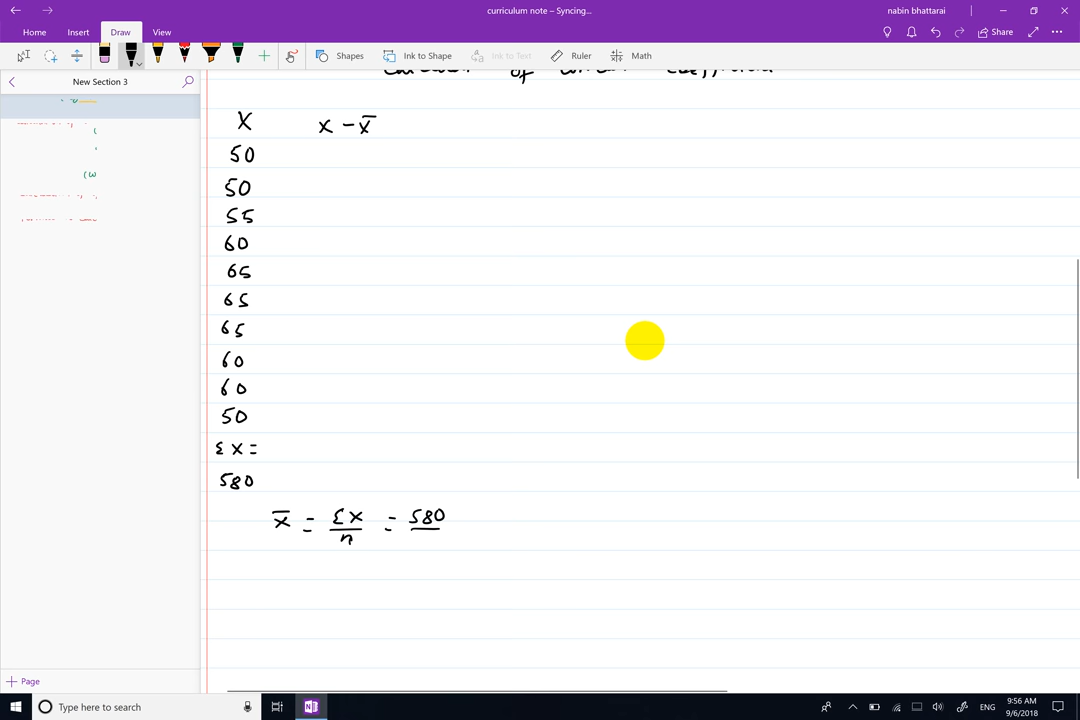 curriculum note – Syncing...
nabin bhattarai
Home Insert Draw View
Share
Shapes Ink to Shape Ink to Text Ruler Math
New Section 3
of
X x - x̄
50
50
55
60
65
65
65
60
60
50
Σ X =
580
x̄ = Σx/n = 580
+ Page
Type here to search
ENG
9:56 AM
9/6/2018